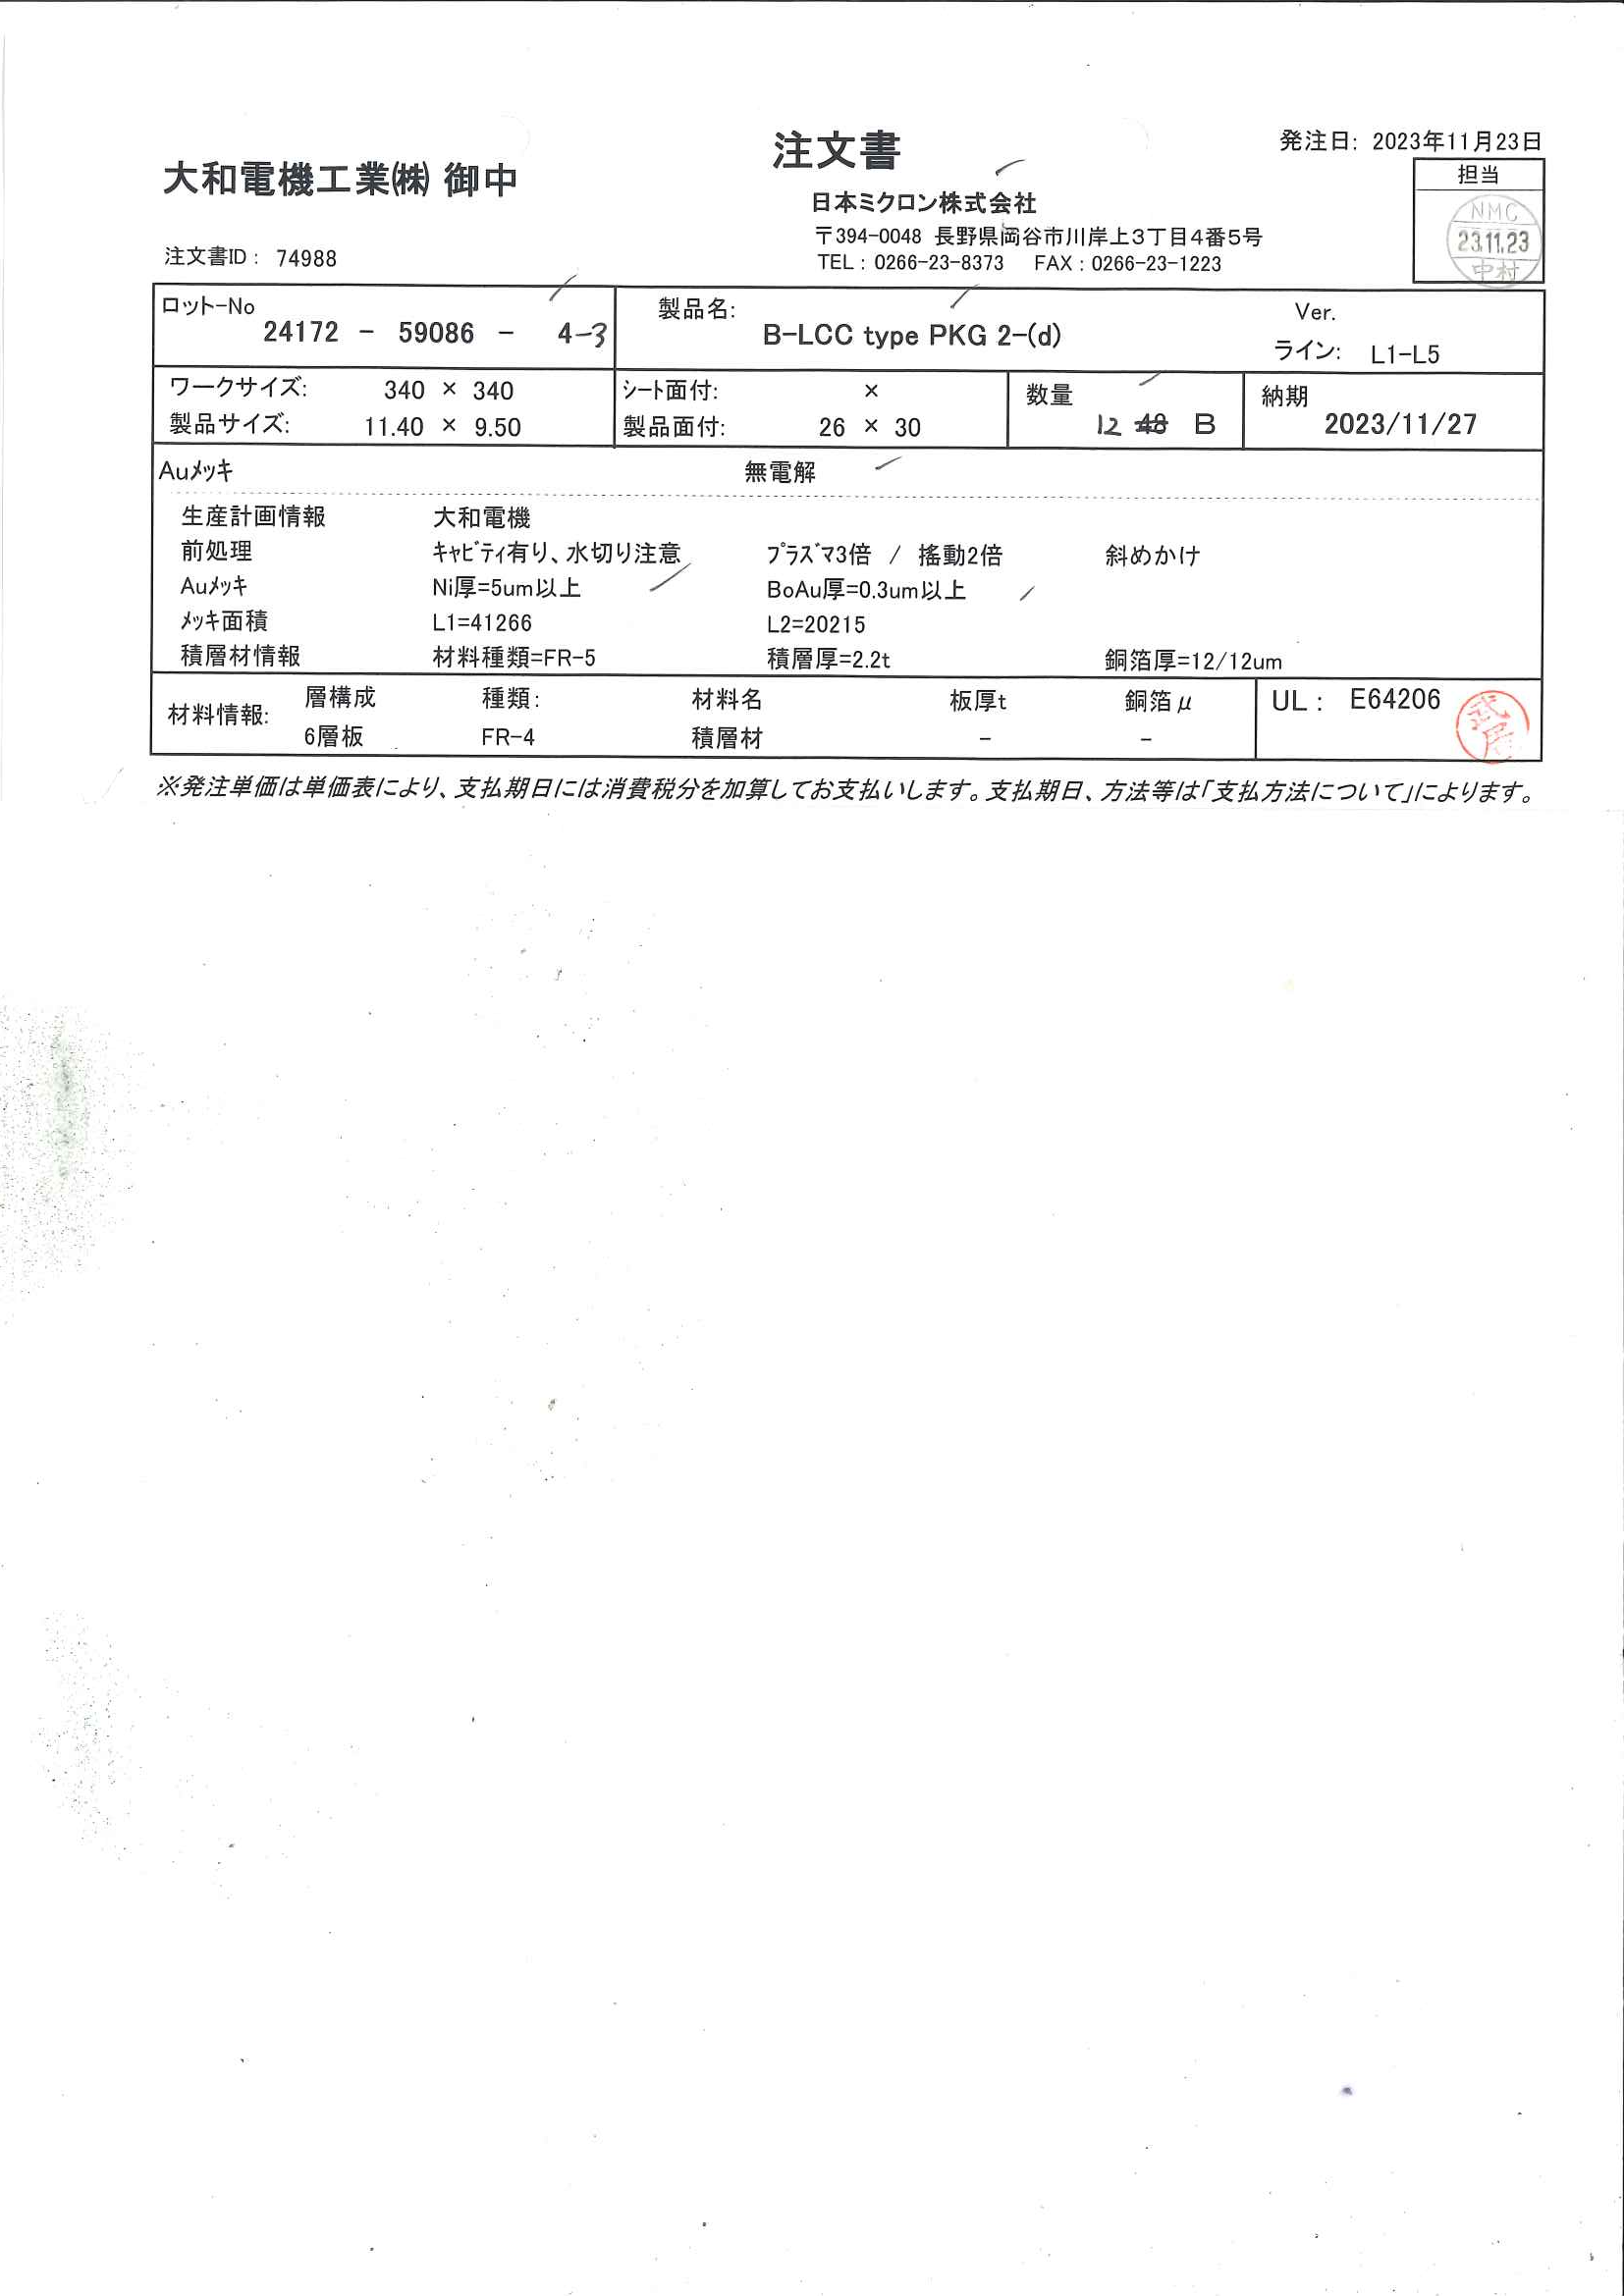 注文書
発注日: 2023年11月23日
大和電機工業㈱ 御中
担当
日本ミクロン株式会社
〒394-0048 長野県岡谷市川岸上3丁目4番5号
TEL : 0266-23-8373 FAX : 0266-23-1223
NMC
23.11.23
中村
注文書ID : 74988
ロット-No
24172 - 59086 - 4-3
製品名:
B-LCC type PKG 2-(d)
Ver.
ライン: L1-L5
ワークサイズ: 340 × 340
製品サイズ: 11.40 × 9.50
シート面付: ×
製品面付: 26 × 30
数量
12 48 B
納期
2023/11/27
Auﾒｯｷ 無電解
生産計画情報 大和電機
前処理 ｷｬﾋﾞﾃｨ有り、水切り注意 ﾌﾟﾗｽﾞﾏ3倍 / 搖動2倍 斜めかけ
Auﾒｯｷ Ni厚=5um以上 BoAu厚=0.3um以上
ﾒｯｷ面積 L1=41266 L2=20215
積層材情報 材料種類=FR-5 積層厚=2.2t 銅箔厚=12/12um
材料情報: 層構成 種類: 材料名 板厚t 銅箔μ
6層板 FR-4 積層材 - -
UL : E64206
※発注単価は単価表により、支払期日には消費税分を加算してお支払いします。支払期日、方法等は「支払方法について」によります。